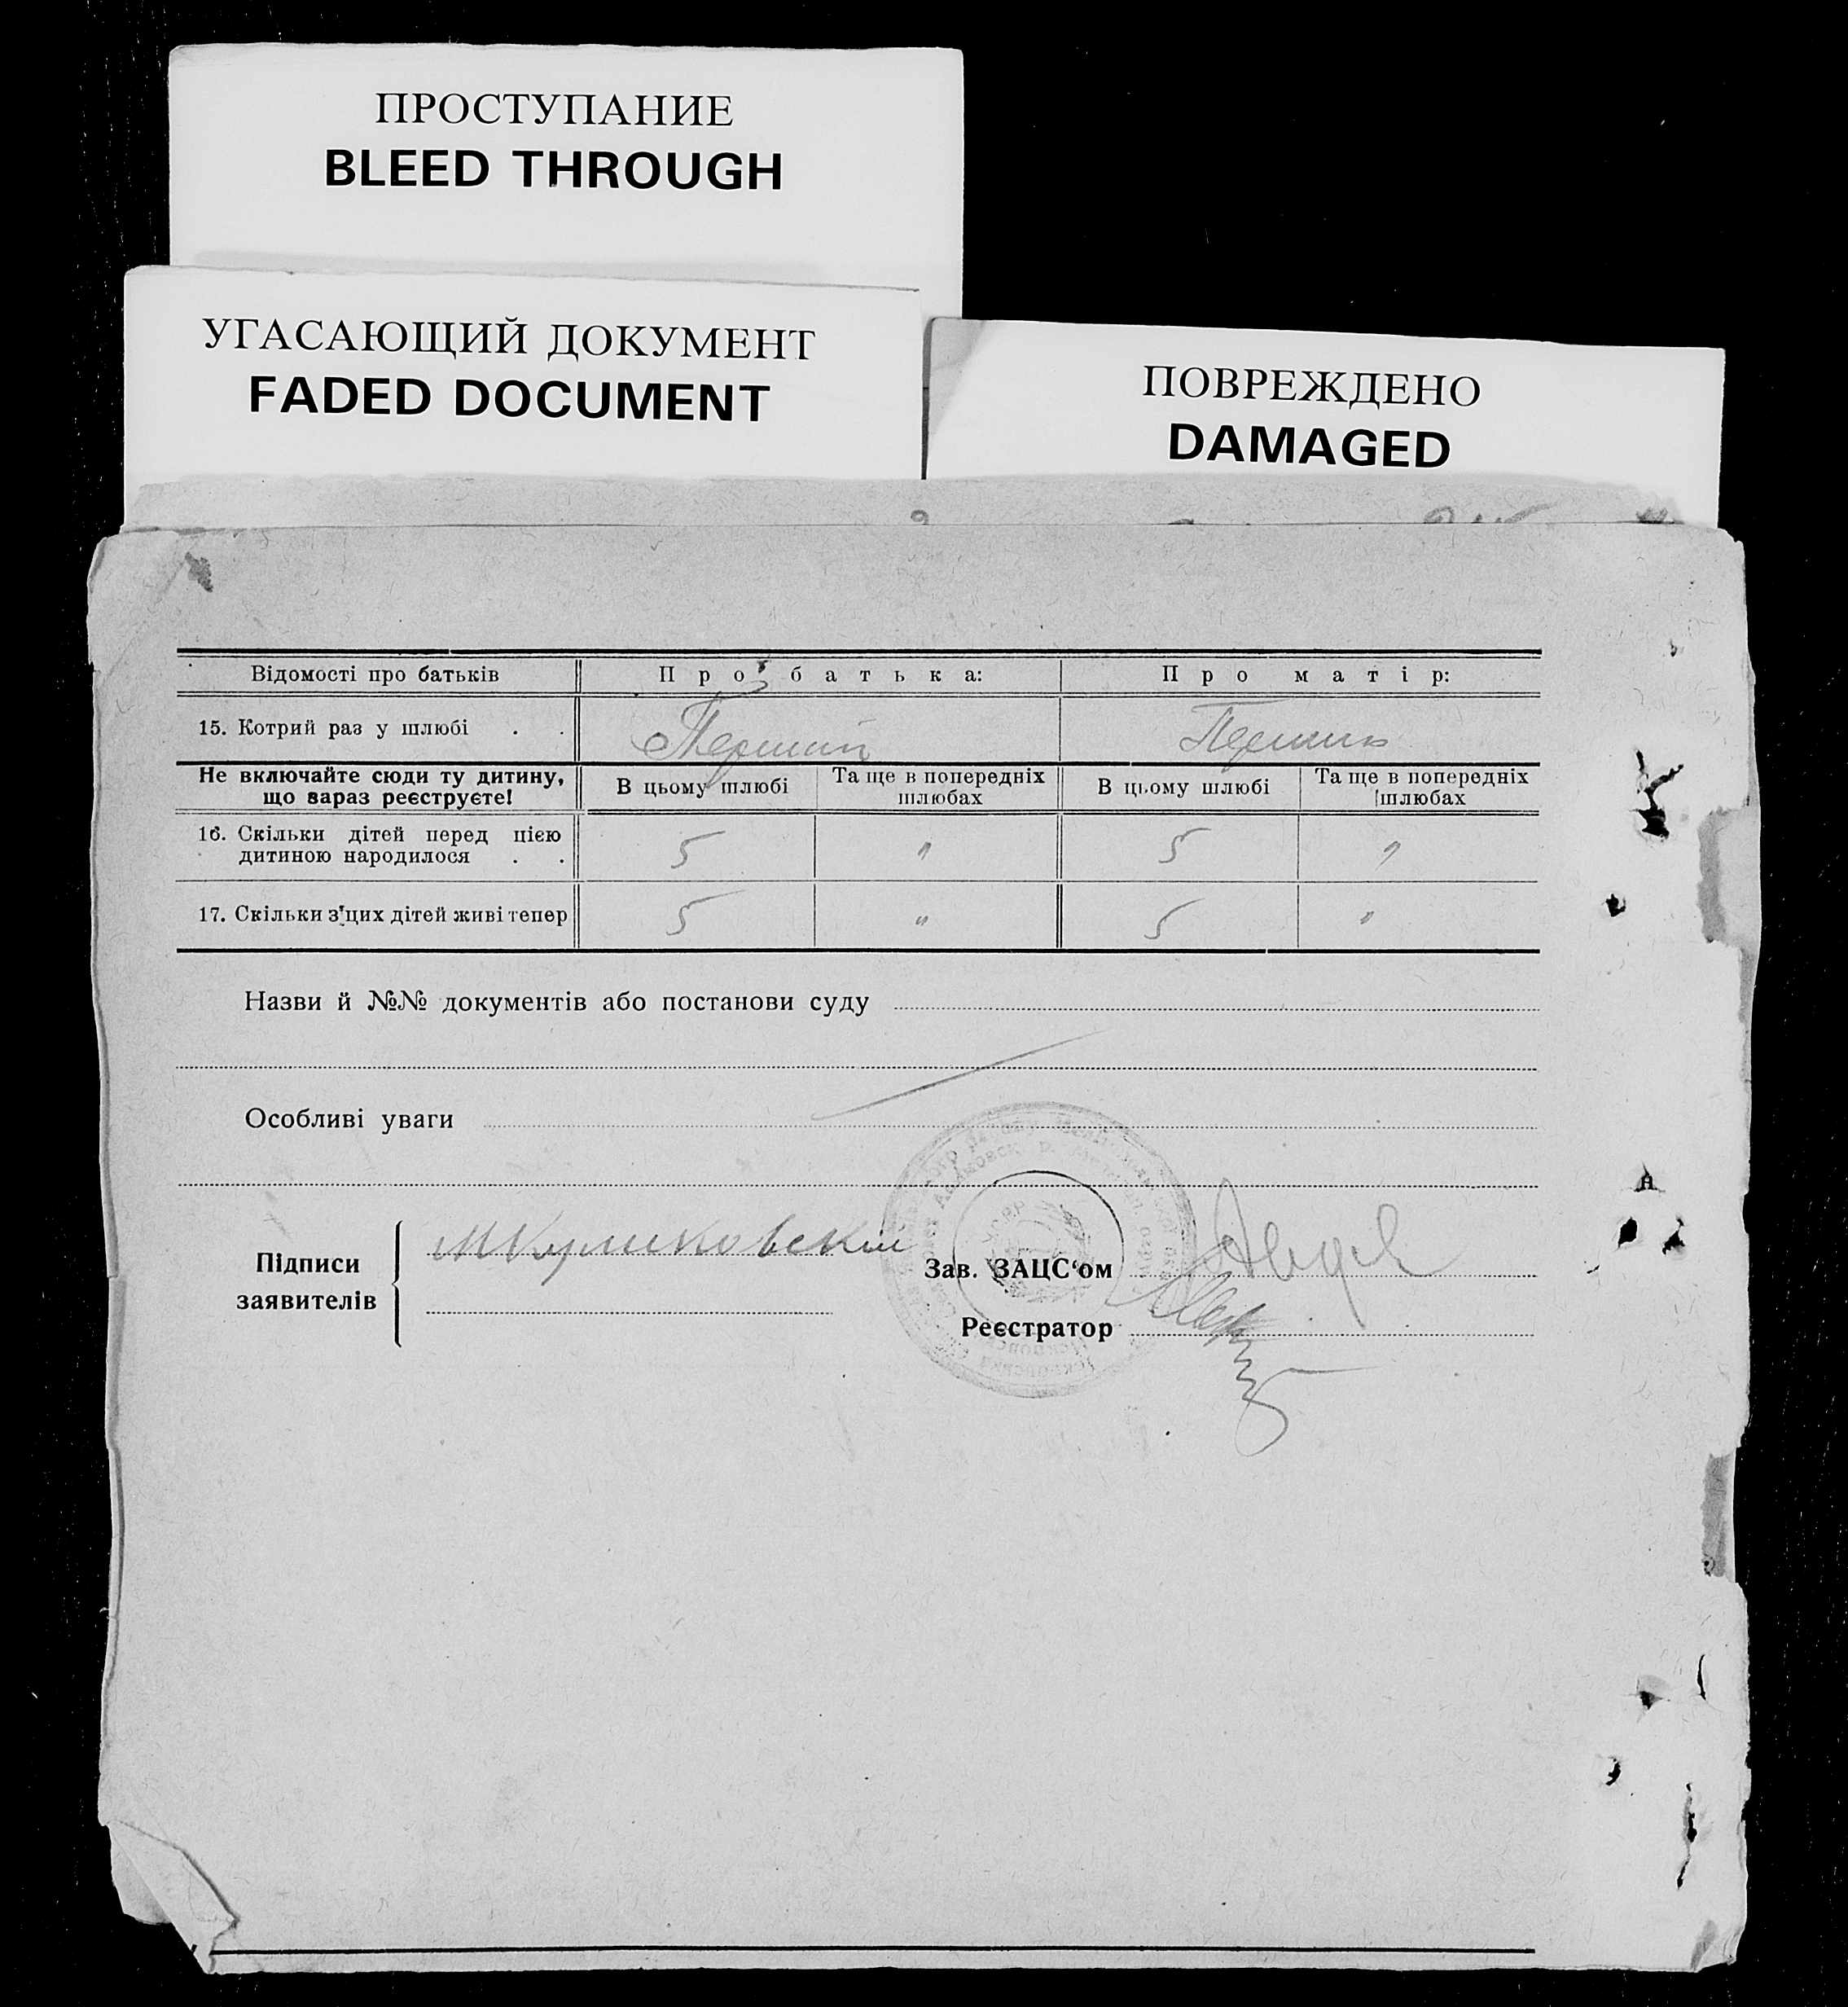 ПРОСТУПАНИЕ
BLEED THROUGH
УГАСАЮЩИЙ ДОКУМЕНТ
FADED DOCUMENT
ПОВРЕЖДЕНО
DAMAGED
Відомості про батьків Про батька: Про матір:
15. Котрий раз у шлюбі . . Перший Перший
Не включайте сюди ту дитину, що вараз реєструєте! В цьому шлюбі Та ще в попередніх шлюбах В цьому шлюбі Та ще в попередніх шлюбах
16. Скільки дітей перед цією дитиною народилося . . 5 " 5 "
17. Скільки з'цих дітей живі тепер 5 " 5 "
Назви й №№ документів або постанови суду
Особливі уваги
Підписи заявителів
МКуликовский
Зав. ЗАЦС‘ом
Реєстратор